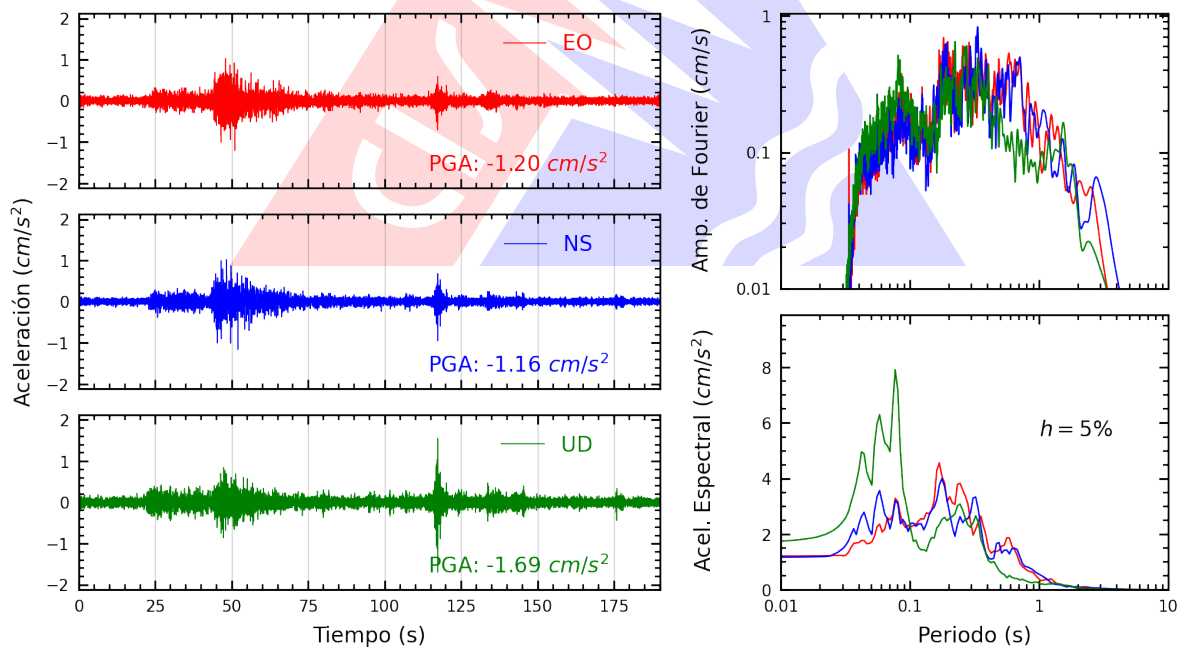 Aceleración (cm/s²)
2
1
0
−1
−2
EO
PGA: -1.20 cm/s²
2
1
0
−1
−2
NS
PGA: -1.16 cm/s²
2
1
0
−1
−2
UD
PGA: -1.69 cm/s²
0 25 50 75 100 125 150 175
Tiempo (s)
Amp. de Fourier (cm/s)
1
0.1
0.01
Acel. Espectral (cm/s²)
8
6
4
2
0
h = 5%
0.01 0.1 1 10
Periodo (s)